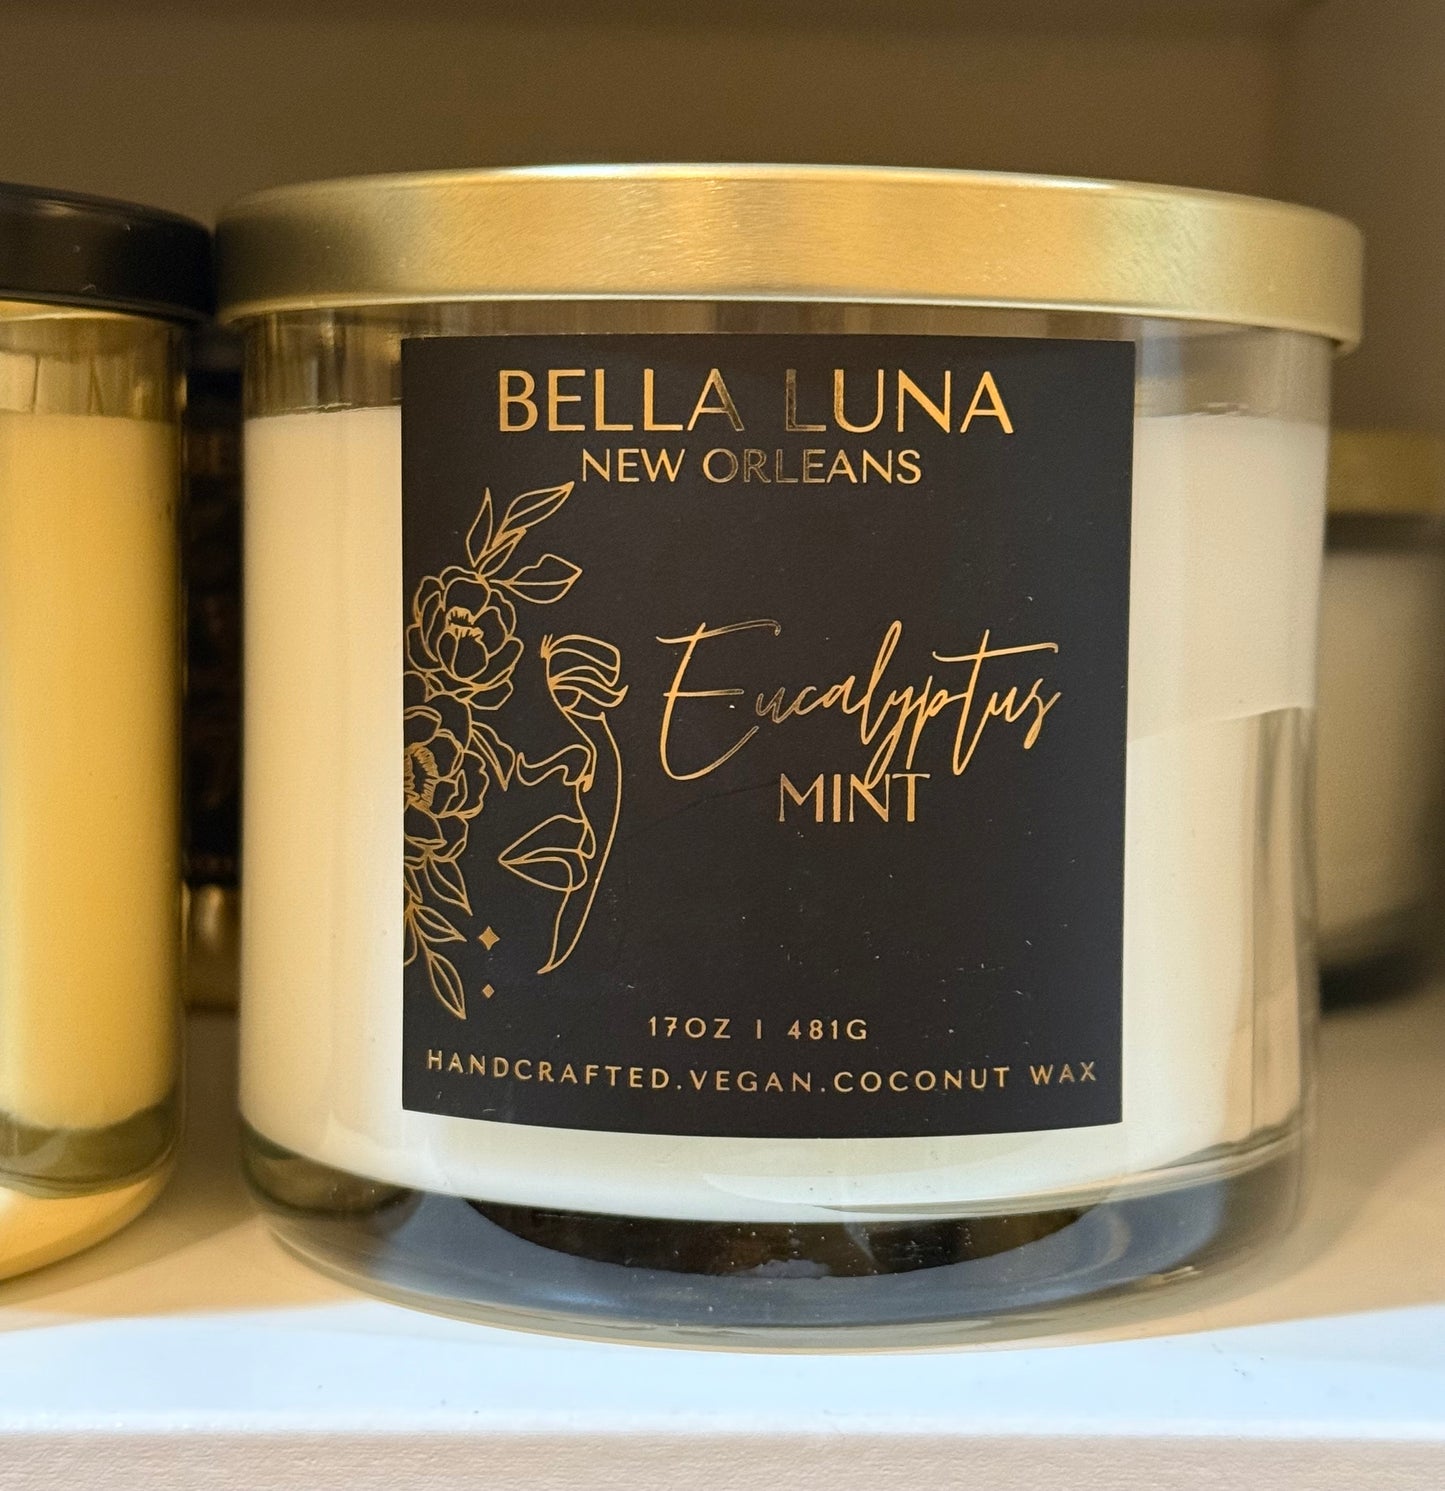 BELLA LUNA
NEW ORLEANS
Eucalyptus
MINT
17OZ | 481G
HANDCRAFTED.VEGAN.COCONUT WAX